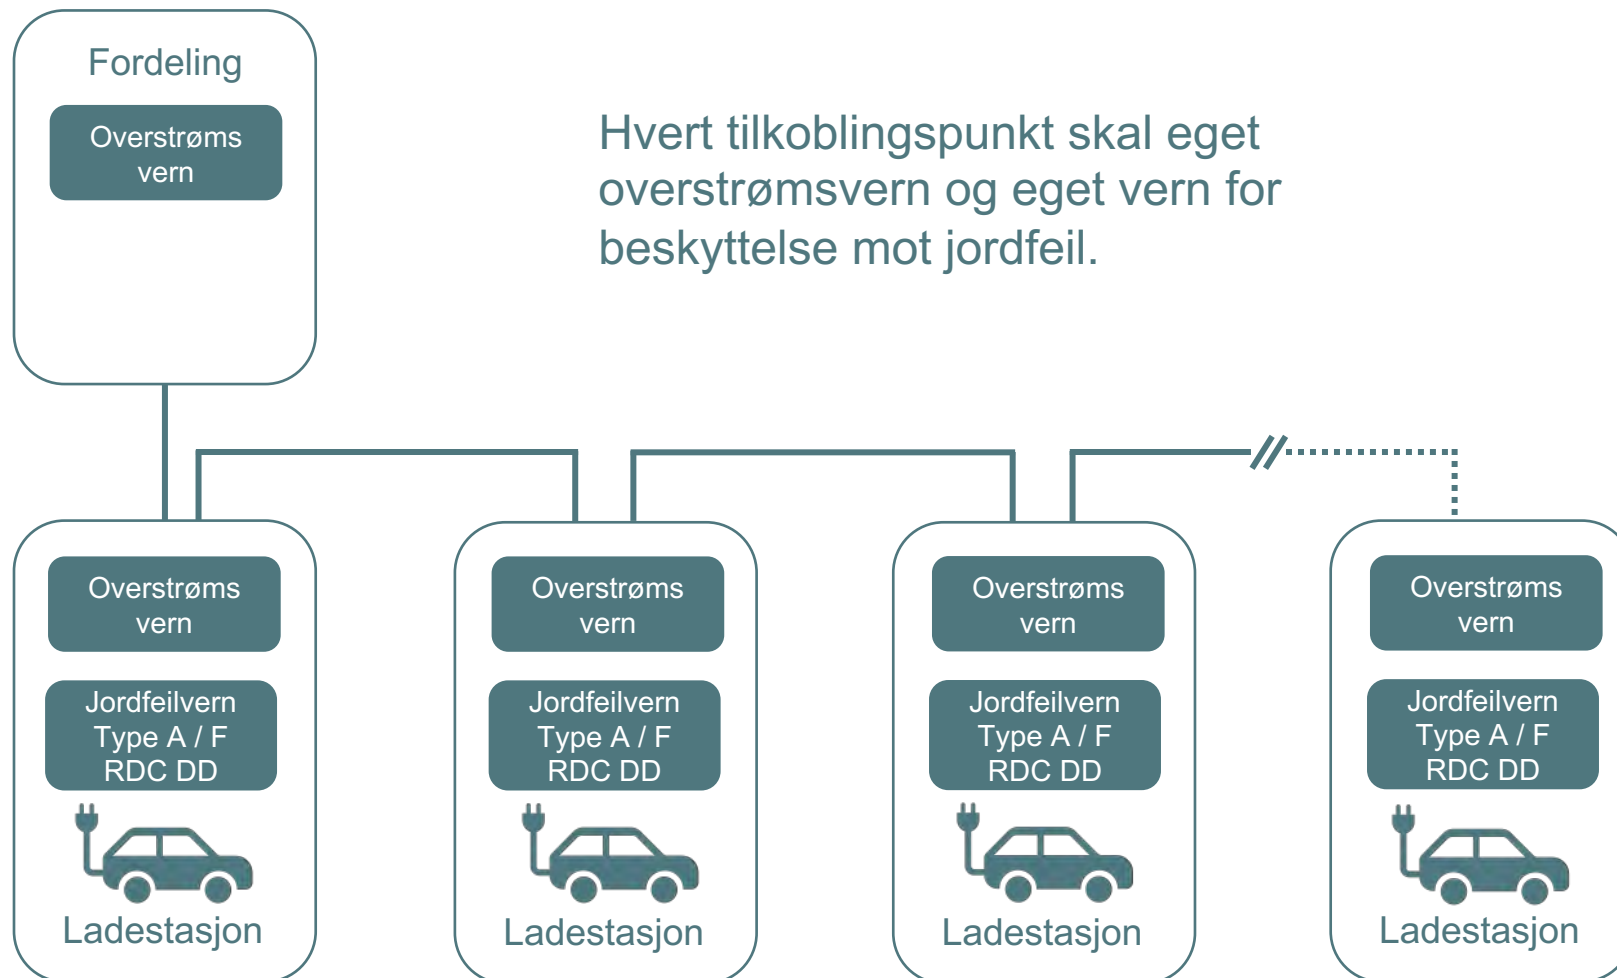 Fordeling
Overstrøms
vern
Hvert tilkoblingspunkt skal eget
overstrømsvern og eget vern for
beskyttelse mot jordfeil.
Overstrøms
vern
Jordfeilvern
Type A / F
RDC DD
Ladestasjon
Overstrøms
vern
Jordfeilvern
Type A / F
RDC DD
Ladestasjon
Overstrøms
vern
Jordfeilvern
Type A / F
RDC DD
Ladestasjon
Overstrøms
vern
Jordfeilvern
Type A / F
RDC DD
Ladestasjon